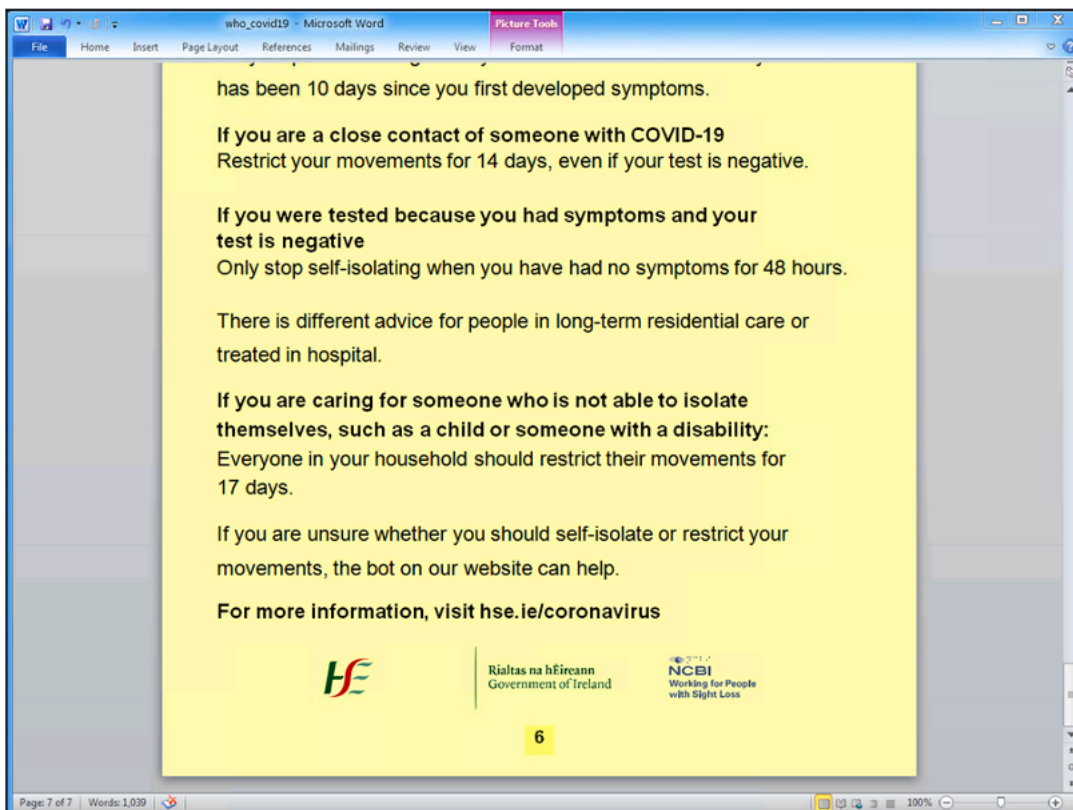 who_covid19 - Microsoft Word
Picture Tools
File Home Insert Page Layout References Mailings Review View Format
has been 10 days since you first developed symptoms.
If you are a close contact of someone with COVID-19
Restrict your movements for 14 days, even if your test is negative.
If you were tested because you had symptoms and your
test is negative
Only stop self-isolating when you have had no symptoms for 48 hours.
There is different advice for people in long-term residential care or
treated in hospital.
If you are caring for someone who is not able to isolate
themselves, such as a child or someone with a disability:
Everyone in your household should restrict their movements for
17 days.
If you are unsure whether you should self-isolate or restrict your
movements, the bot on our website can help.
For more information, visit hse.ie/coronavirus
HSE
Rialtas na hÉireann
Government of Ireland
NCBI
Working for People
with Sight Loss
6
Page: 7 of 7 Words: 1,039 100%